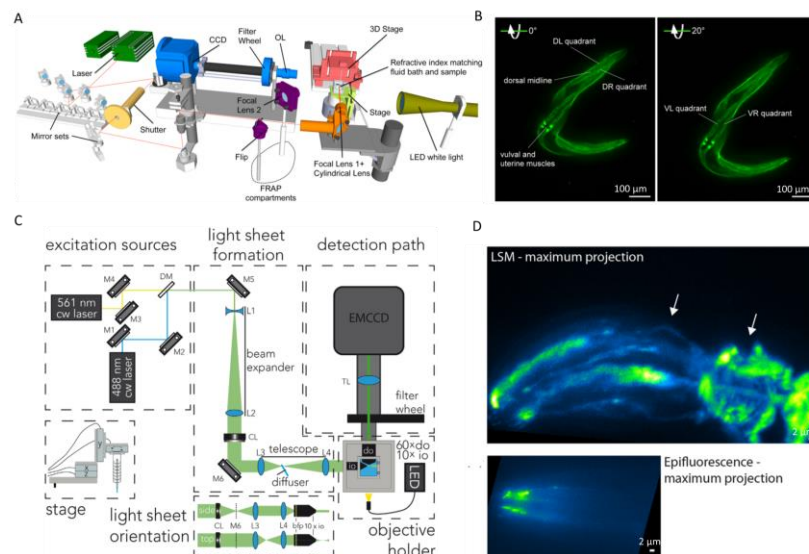 A
Laser
CCD
Filter
Wheel
OL
3D Stage
Refractive index matching
fluid bath and sample
Stage
Focal
Lens 2
Mirror sets
Shutter
Flip
FRAP
compartments
Focal Lens 1+
Cylindrical Lens
LED white light
B
0°
DL quadrant
dorsal midline
DR quadrant
vulval and
uterine muscles
100 µm
20°
VL quadrant
VR quadrant
100 µm
C
excitation sources
M4
DM
561 nm
cw laser
M3
M1
M2
488 nm
cw laser
light sheet
formation
M5
L1
beam
expander
L2
CL
L3
telescope
L4
diffuser
M6
detection path
EMCCD
TL
filter
wheel
60×do
10× io
do
io
LED
objective
holder
stage
light sheet
orientation
side
CL
M6
L3
L4
bfp
10× io
top
D
LSM - maximum projection
2 µm
Epifluorescence -
maximum projection
2 µm